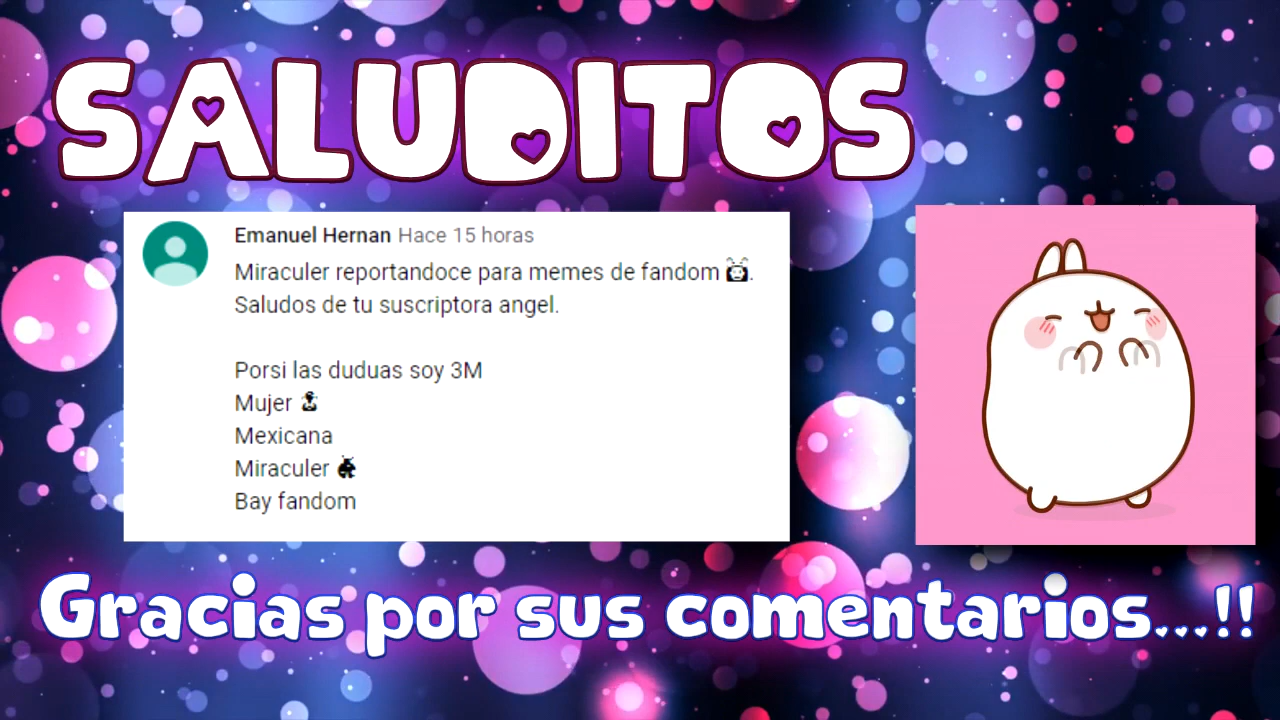 SALUDITOS
Emanuel Hernan Hace 15 horas
Miraculer reportandoce para memes de fandom.
Saludos de tu suscriptora angel.
Porsi las duduas soy 3M
Mujer
Mexicana
Miraculer
Bay fandom
Gracias por sus comentarios...!!